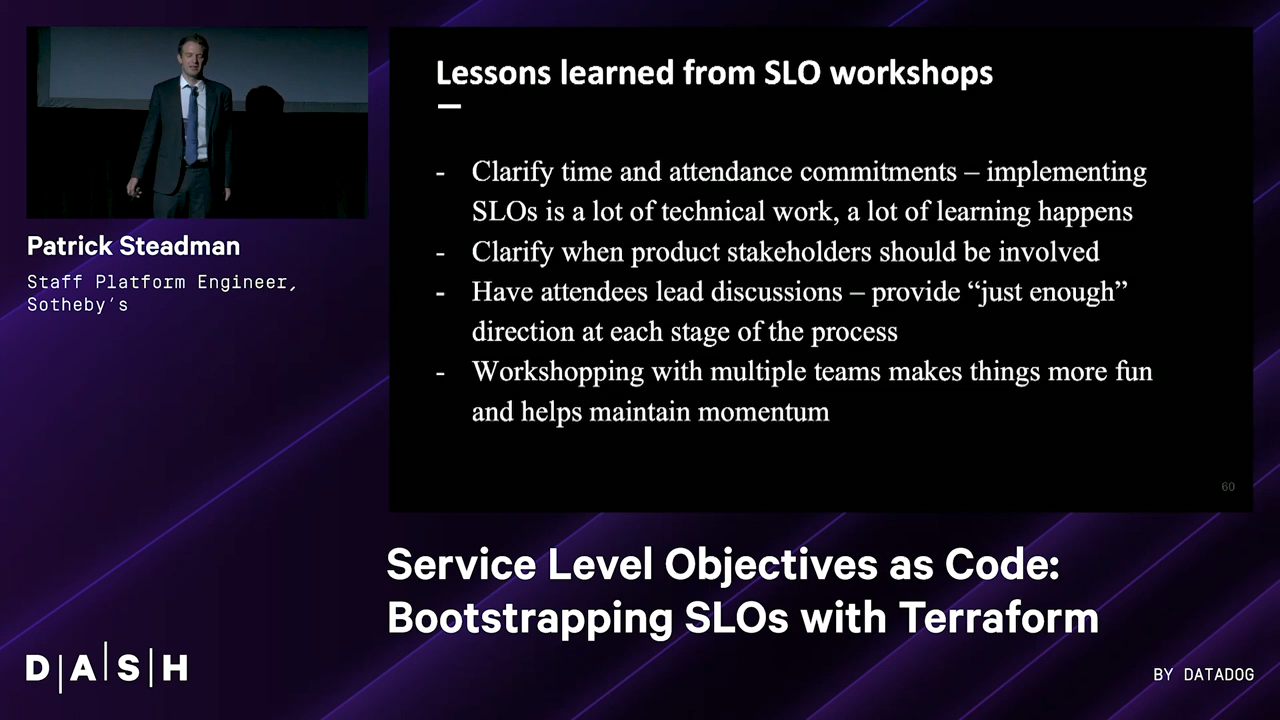 Lessons learned from SLO workshops
- Clarify time and attendance commitments – implementing
SLOs is a lot of technical work, a lot of learning happens
- Clarify when product stakeholders should be involved
- Have attendees lead discussions – provide “just enough”
direction at each stage of the process
- Workshopping with multiple teams makes things more fun
and helps maintain momentum
60
Patrick Steadman
Staff Platform Engineer,
Sotheby’s
Service Level Objectives as Code:
Bootstrapping SLOs with Terraform
D|A|S|H
BY DATADOG